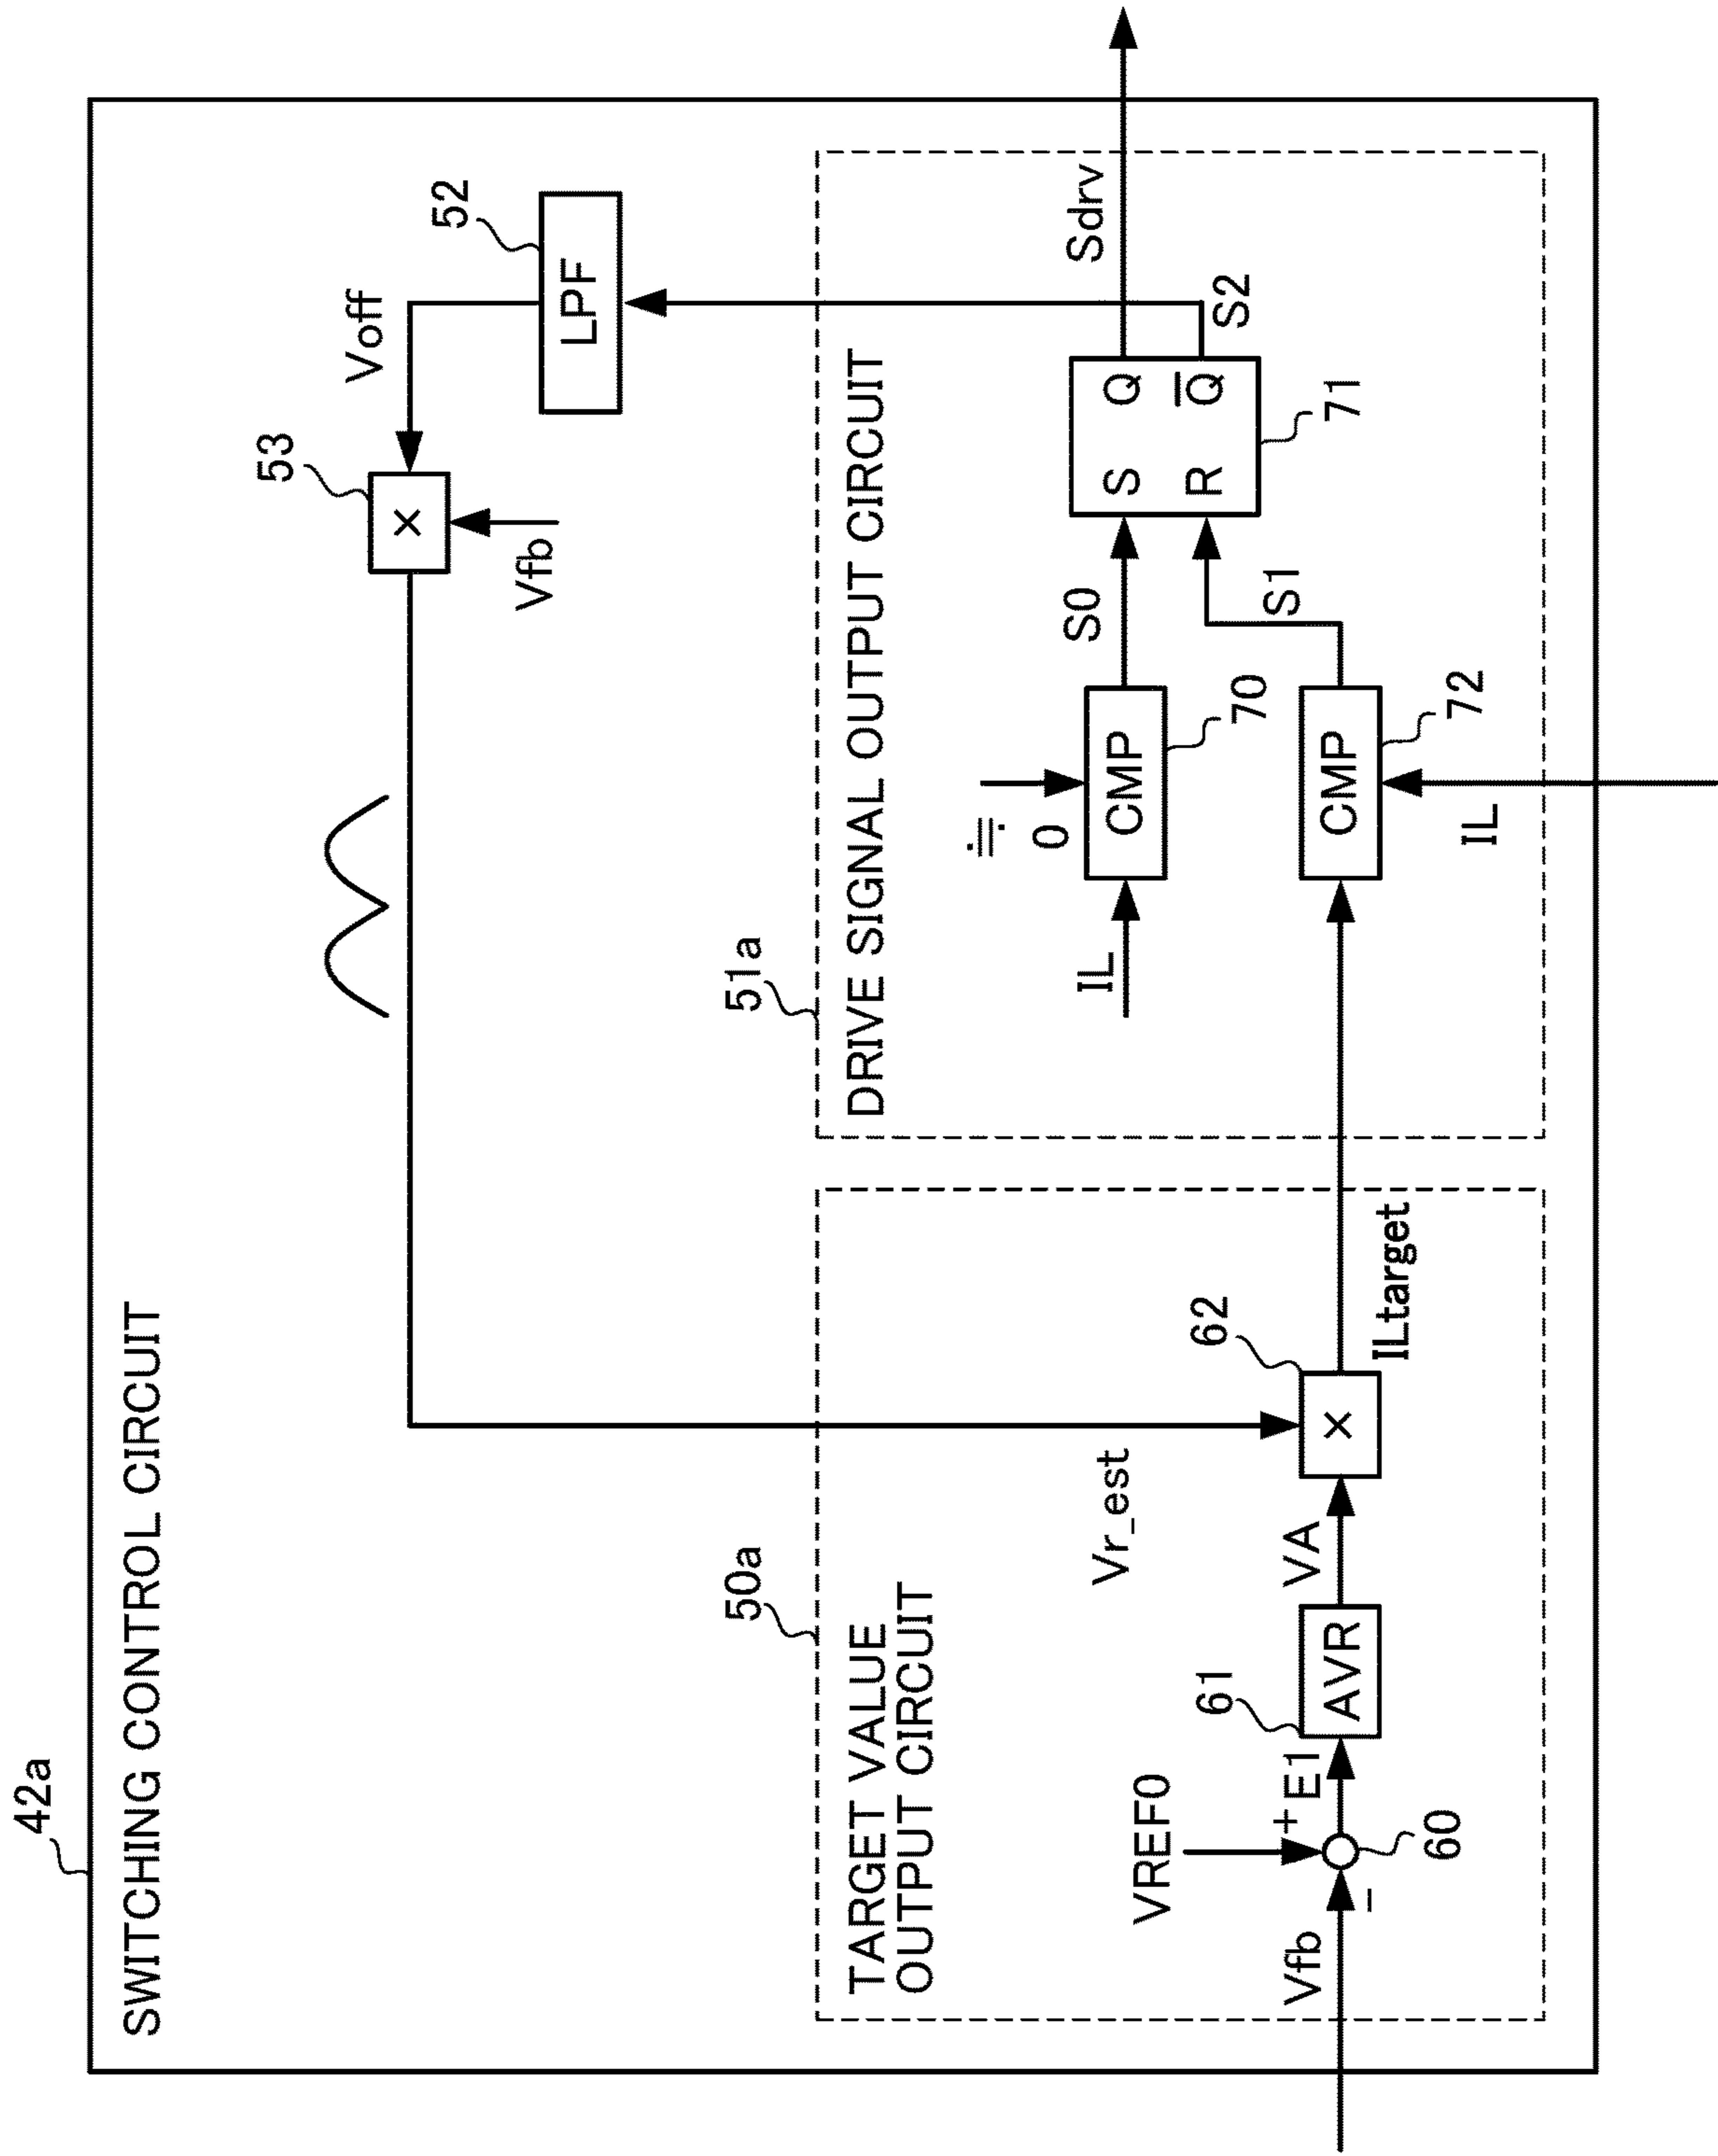 42a
SWITCHING CONTROL CIRCUIT
53
×
Voff
52
LPF
Vfb
50a
TARGET VALUE
OUTPUT CIRCUIT
VREF0
Vfb
−
+
E1
60
61
AVR
VA
Vr_est
62
×
ILtarget
51a
DRIVE SIGNAL OUTPUT CIRCUIT
IL
≒
0
CMP
70
S0
CMP
72
IL
S1
S Q
R Q̅
71
S2
Sdrv